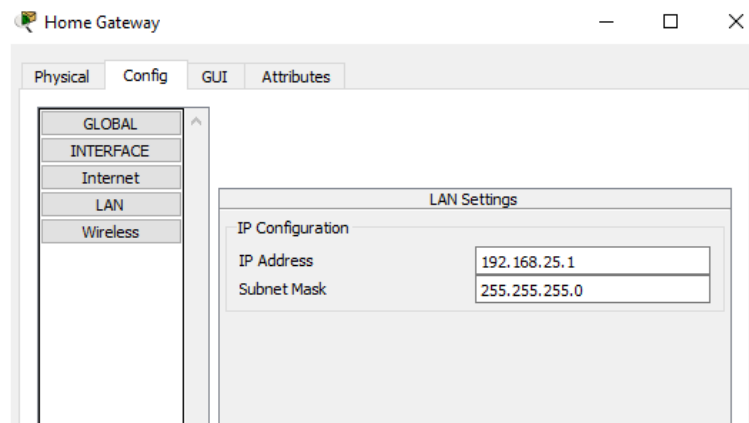 Home Gateway
Physical Config GUI Attributes
GLOBAL
INTERFACE
Internet
LAN
Wireless
LAN Settings
IP Configuration
IP Address 192.168.25.1
Subnet Mask 255.255.255.0